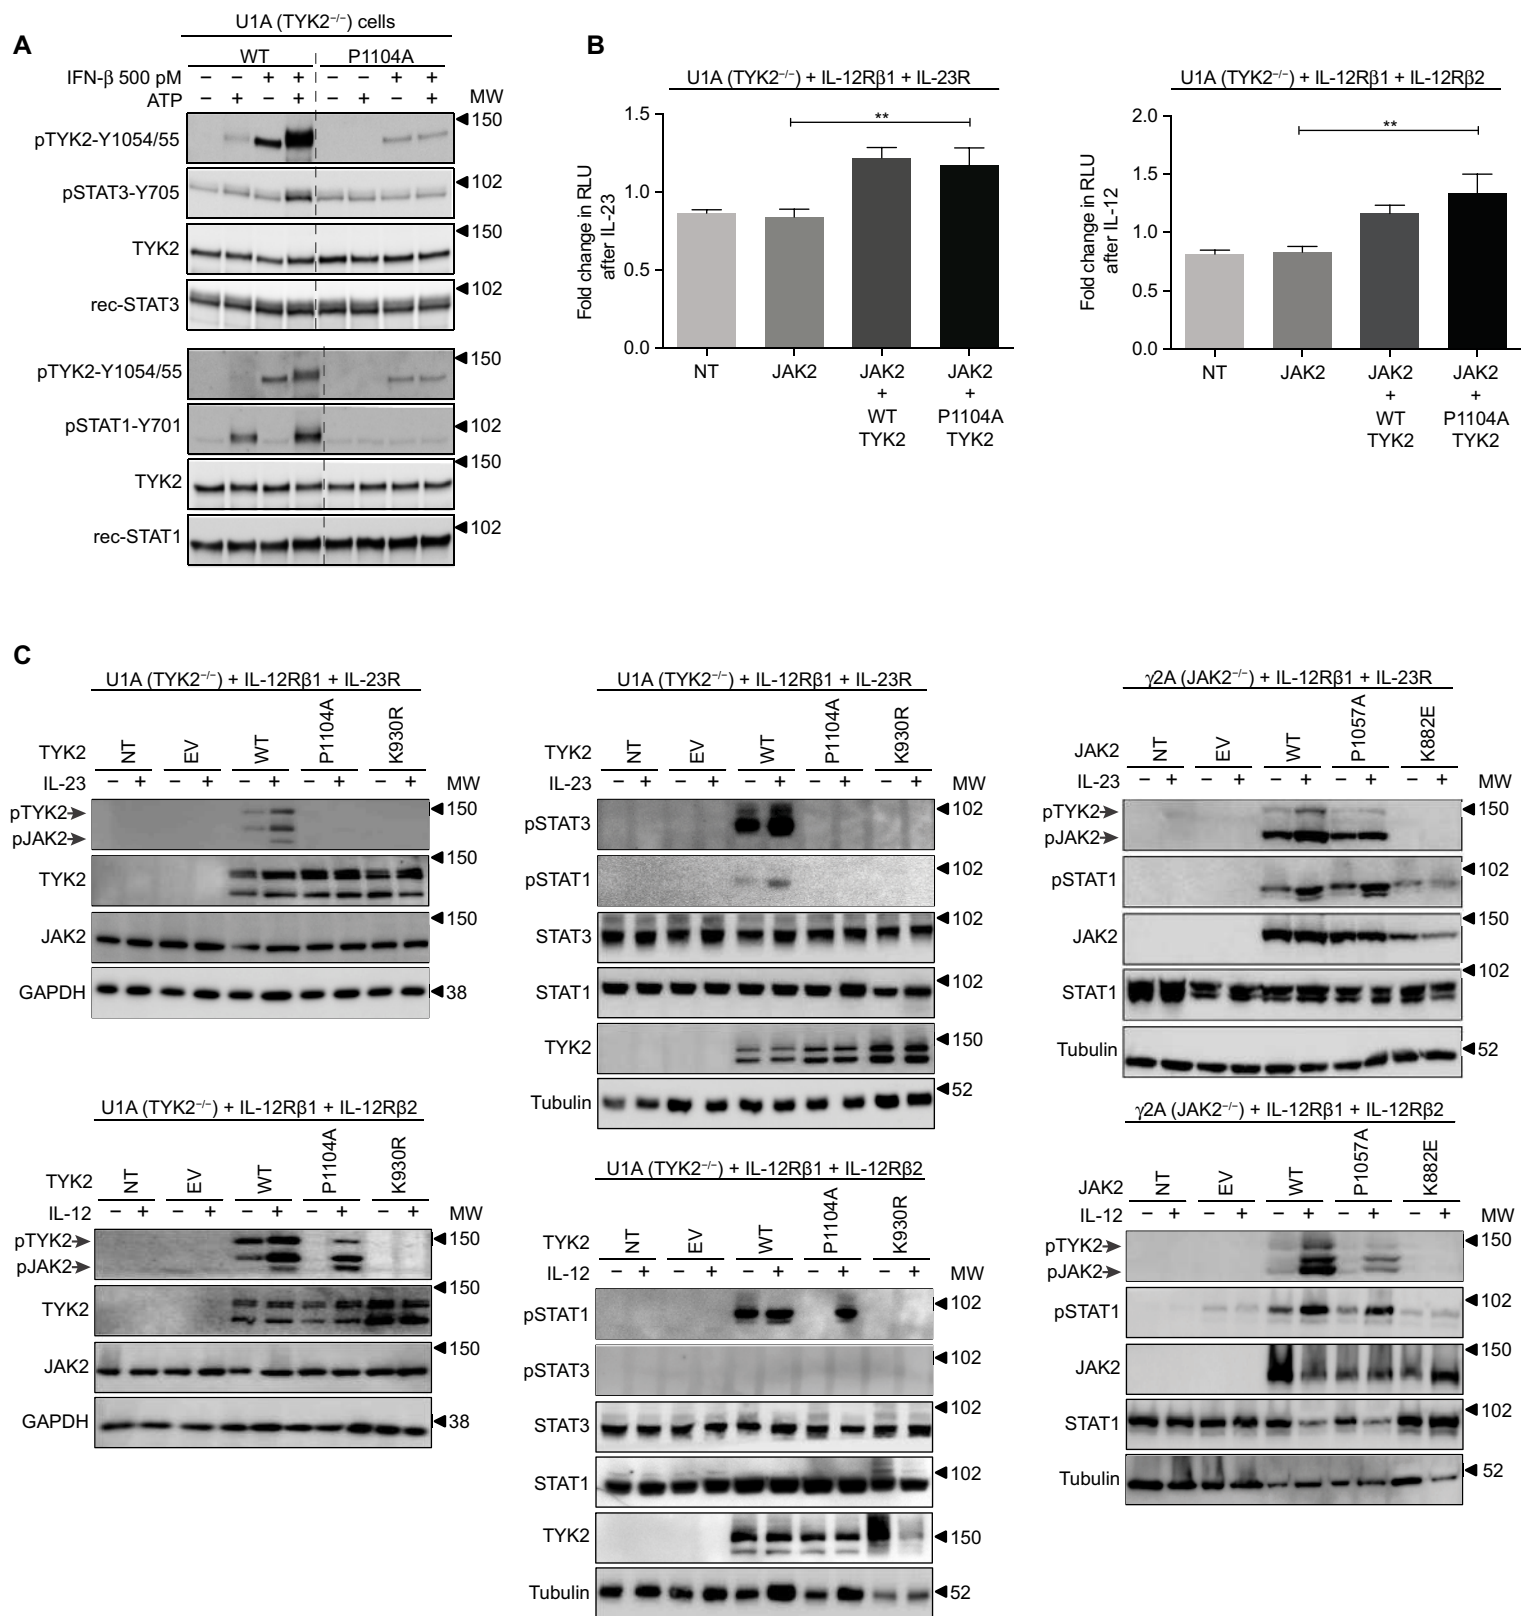 A
U1A (TYK2−/−) cells
WT P1104A
IFN-β 500 pM – – + + – – + +
ATP – + – + – + – + MW
pTYK2-Y1054/55 150
pSTAT3-Y705 102
TYK2 150
rec-STAT3 102
pTYK2-Y1054/55 150
pSTAT1-Y701 102
TYK2 150
rec-STAT1 102
B
U1A (TYK2−/−) + IL-12Rβ1 + IL-23R
Fold change in RLU
after IL-23
1.5
1.0
0.5
0.0
**
NT JAK2 JAK2 JAK2
+ +
WT P1104A
TYK2 TYK2
U1A (TYK2−/−) + IL-12Rβ1 + IL-12Rβ2
Fold change in RLU
after IL-12
2.0
1.5
1.0
0.5
0.0
**
NT JAK2 JAK2 JAK2
+ +
WT P1104A
TYK2 TYK2
C
U1A (TYK2−/−) + IL-12Rβ1 + IL-23R
TYK2 NT EV WT P1104A K930R
IL-23 – + – + – + – + – + MW
pTYK2 150
pJAK2
TYK2 150
JAK2 150
GAPDH 38
U1A (TYK2−/−) + IL-12Rβ1 + IL-12Rβ2
TYK2 NT EV WT P1104A K930R
IL-12 – + – + – + – + – + MW
pTYK2 150
pJAK2
TYK2 150
JAK2 150
GAPDH 38
U1A (TYK2−/−) + IL-12Rβ1 + IL-23R
TYK2 NT EV WT P1104A K930R
IL-23 – + – + – + – + – + MW
pSTAT3 102
pSTAT1 102
STAT3 102
STAT1 102
TYK2 150
Tubulin 52
U1A (TYK2−/−) + IL-12Rβ1 + IL-12Rβ2
TYK2 NT EV WT P1104A K930R
IL-12 – + – + – + – + – + MW
pSTAT1 102
pSTAT3 102
STAT3 102
STAT1 102
TYK2 150
Tubulin 52
γ2A (JAK2−/−) + IL-12Rβ1 + IL-23R
JAK2 NT EV WT P1057A K882E
IL-23 – + – + – + – + – + MW
pTYK2 150
pJAK2
pSTAT1 102
JAK2 150
STAT1 102
Tubulin 52
γ2A (JAK2−/−) + IL-12Rβ1 + IL-12Rβ2
JAK2 NT EV WT P1057A K882E
IL-12 – + – + – + – + – + MW
pTYK2 150
pJAK2
pSTAT1 102
JAK2 150
STAT1 102
Tubulin 52